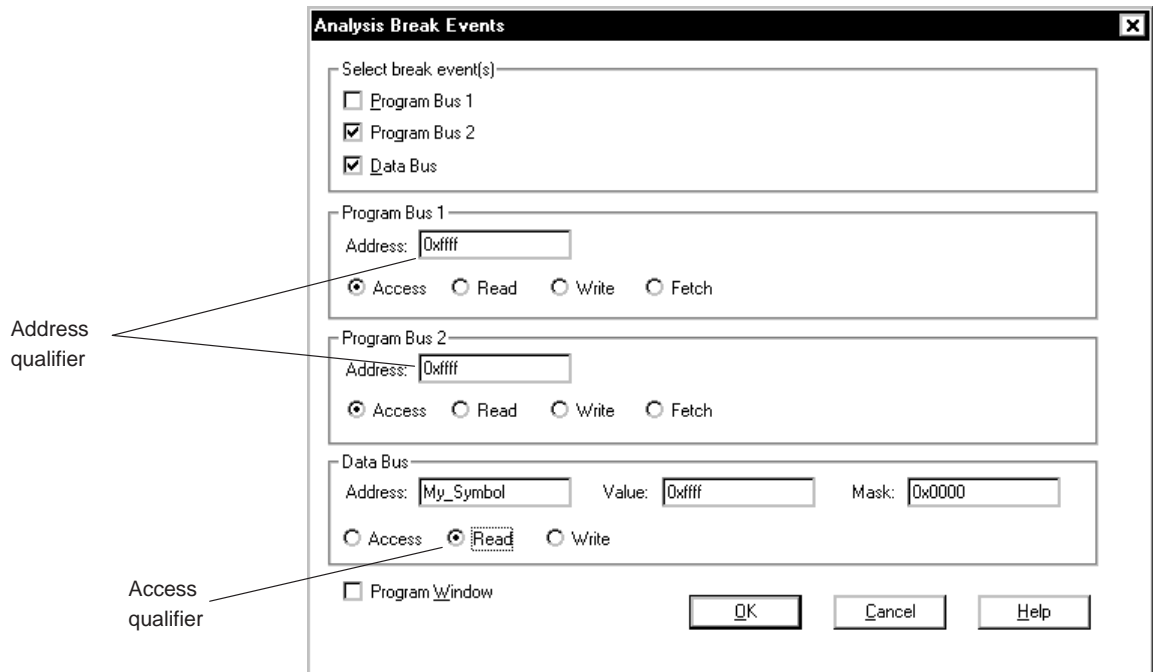 Analysis Break Events
Select break event(s)
Program Bus 1
Program Bus 2
Data Bus
Program Bus 1
Address: 0xffff
Access Read Write Fetch
Address
qualifier
Program Bus 2
Address: 0xffff
Access Read Write Fetch
Data Bus
Address: My_Symbol Value: 0xffff Mask: 0x0000
Access Read Write
Access
qualifier
Program Window
OK Cancel Help